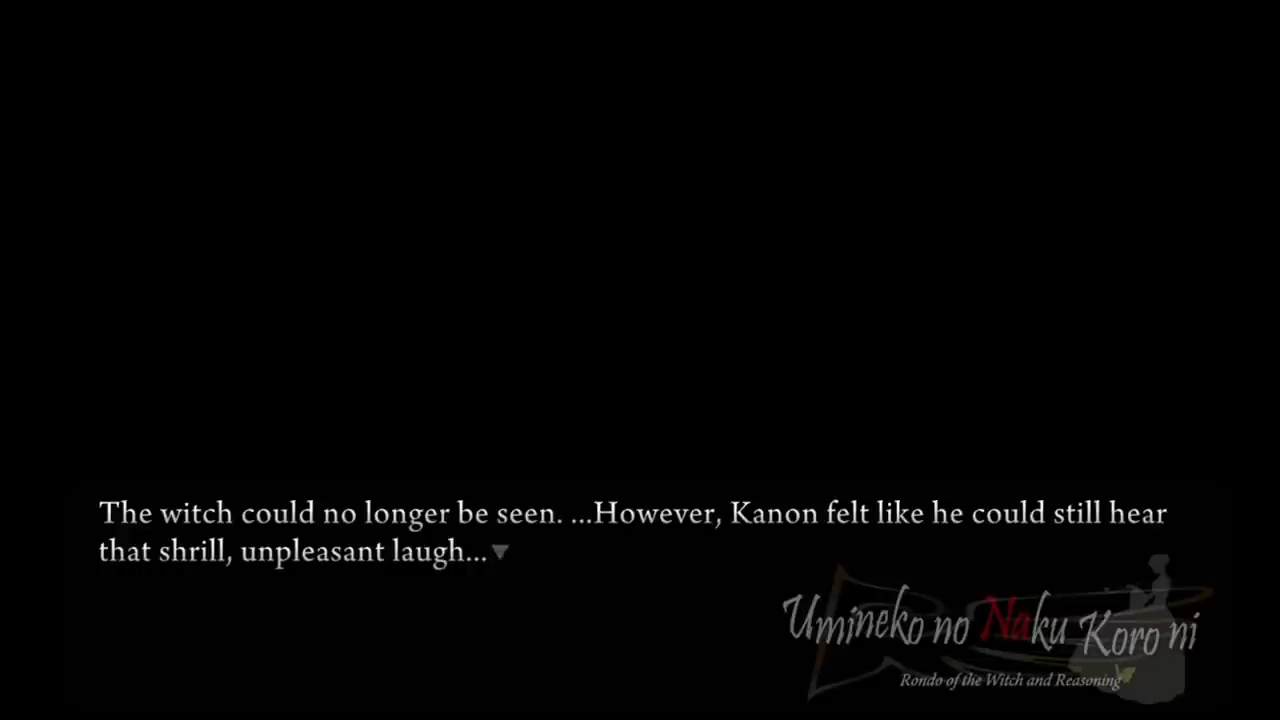 The witch could no longer be seen. ...However, Kanon felt like he could still hear
that shrill, unpleasant laugh...
Umineko no Naku Koro ni
Rondo of the Witch and Reasoning